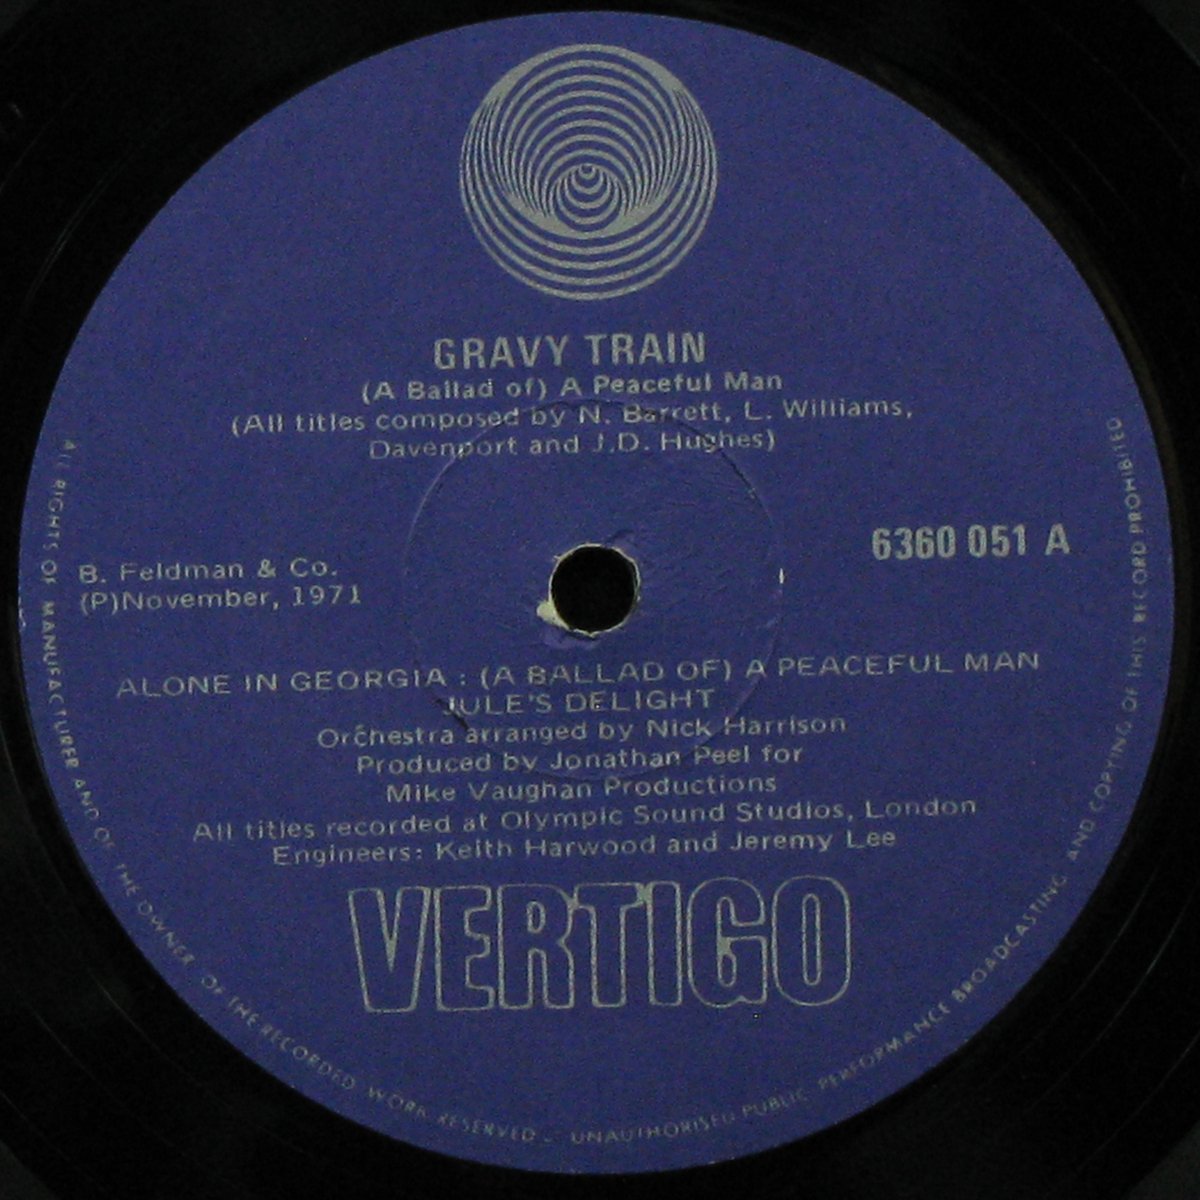 GRAVY TRAIN
(A Ballad of) A Peaceful Man
(All titles composed by N. Barrett, L. Williams,
Davenport and J.D. Hughes)
6360 051 A
B. Feldman & Co.
(P)November, 1971
ALONE IN GEORGIA : (A BALLAD OF) A PEACEFUL MAN
JULE'S DELIGHT
Orchestra arranged by Nick Harrison
Produced by Jonathan Peel for
Mike Vaughan Productions
All titles recorded at Olympic Sound Studios, London
Engineers: Keith Harwood and Jeremy Lee
VERTIGO
ALL RIGHTS OF MANUFACTURER AND OF THE OWNER OF THE RECORDED WORK RESERVED - UNAUTHORISED PUBLIC PERFORMANCE BROADCASTING AND COPYING OF THIS RECORD PROHIBITED